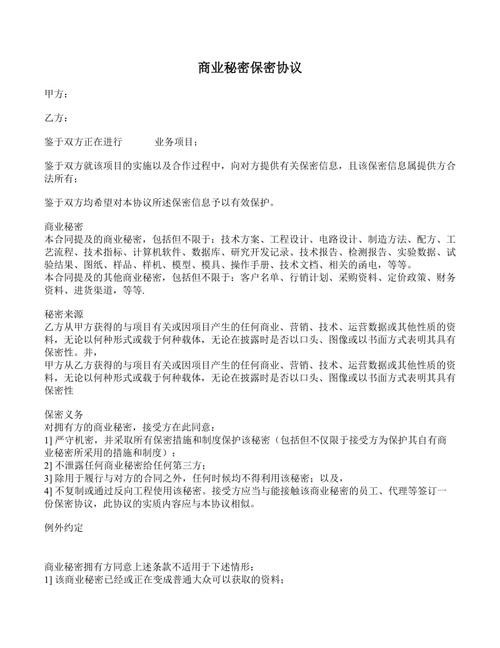 商业秘密保密协议
甲方：
乙方：
鉴于双方正在进行 业务项目；
鉴于双方就该项目的实施以及合作过程中，向对方提供有关保密信息，且该保密信息属提供方合
法所有；
鉴于双方均希望对本协议所述保密信息予以有效保护。
商业秘密
本合同提及的商业秘密，包括但不限于：技术方案、工程设计、电路设计、制造方法、配方、工
艺流程、技术指标、计算机软件、数据库、研究开发记录、技术报告、检测报告、实验数据、试
验结果、图纸、样品、样机、模型、模具、操作手册、技术文档、相关的函电，等等。
本合同提及的其他商业秘密，包括但不限于：客户名单、行销计划、采购资料、定价政策、财务
资料、进货渠道，等等.
秘密来源
乙方从甲方获得的与项目有关或因项目产生的任何商业、营销、技术、运营数据或其他性质的资
料，无论以何种形式或载于何种载体，无论在披露时是否以口头、图像或以书面方式表明其具有
保密性。并，
甲方从乙方获得的与项目有关或因项目产生的任何商业、营销、技术、运营数据或其他性质的资
料，无论以何种形式或载于何种载体，无论在披露时是否以口头、图像或以书面方式表明其具有
保密性
保密义务
对拥有方的商业秘密，接受方在此同意：
1] 严守机密，并采取所有保密措施和制度保护该秘密（包括但不仅限于接受方为保护其自有商
业秘密所采用的措施和制度）；
2] 不泄露任何商业秘密给任何第三方；
3] 除用于履行与对方的合同之外，任何时候均不得利用该秘密；以及，
4] 不复制或通过反向工程使用该秘密。接受方应当与能接触该商业秘密的员工、代理等签订一
份保密协议，此协议的实质内容应与本协议相似。
例外约定
商业秘密拥有方同意上述条款不适用于下述情形：
1] 该商业秘密已经或正在变成普通大众可以获取的资料；